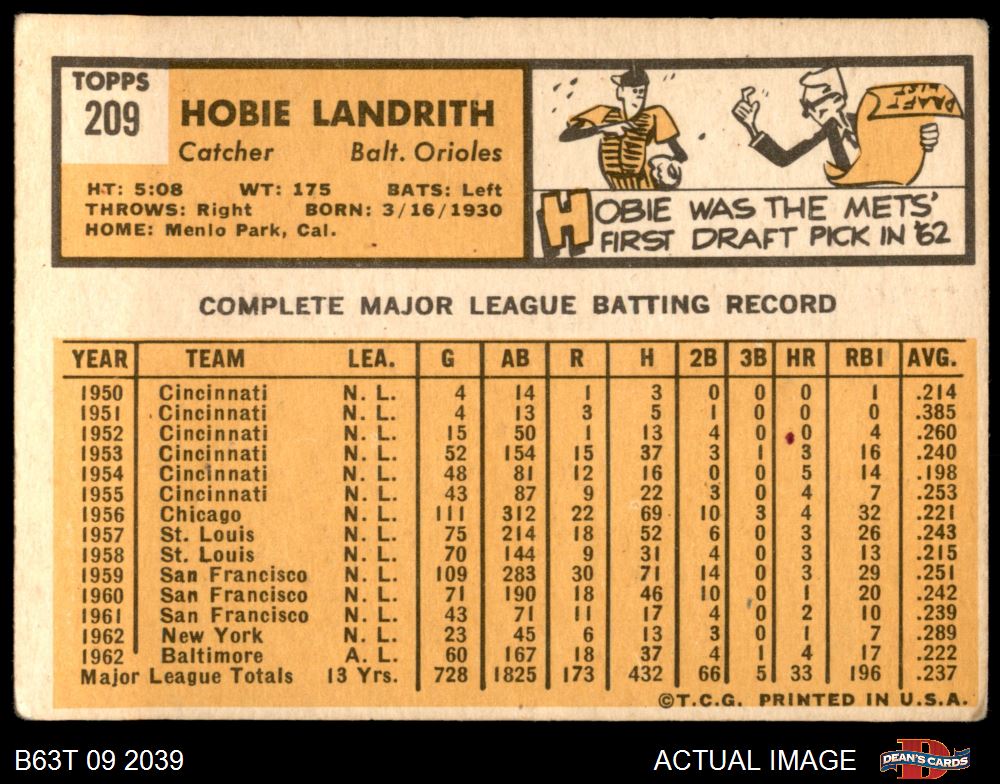 TOPPS
209
HOBIE LANDRITH
Catcher Balt. Orioles
HT: 5:08 WT: 175 BATS: Left
THROWS: Right BORN: 3/16/1930
HOME: Menlo Park, Cal.
DRAFT LIST
HOBIE WAS THE METS'
FIRST DRAFT PICK IN '62
COMPLETE MAJOR LEAGUE BATTING RECORD
YEAR TEAM LEA. G AB R H 2B 3B HR RBI AVG.
1950 Cincinnati N. L. 4 14 1 3 0 0 0 1 .214
1951 Cincinnati N. L. 4 13 3 5 1 0 0 0 .385
1952 Cincinnati N. L. 15 50 1 13 4 0 0 4 .260
1953 Cincinnati N. L. 52 154 15 37 3 1 3 16 .240
1954 Cincinnati N. L. 48 81 12 16 0 0 5 14 .198
1955 Cincinnati N. L. 43 87 9 22 3 0 4 7 .253
1956 Chicago N. L. 111 312 22 69 10 3 4 32 .221
1957 St. Louis N. L. 75 214 18 52 6 0 3 26 .243
1958 St. Louis N. L. 70 144 9 31 4 0 3 13 .215
1959 San Francisco N. L. 109 283 30 71 14 0 3 29 .251
1960 San Francisco N. L. 71 190 18 46 10 0 1 20 .242
1961 San Francisco N. L. 43 71 11 17 4 0 2 10 .239
1962 New York N. L. 23 45 6 13 3 0 1 7 .289
1962 Baltimore A. L. 60 167 18 37 4 1 4 17 .222
Major League Totals 13 Yrs. 728 1825 173 432 66 5 33 196 .237
©T.C.G. PRINTED IN U.S.A.
B63T 09 2039 ACTUAL IMAGE DEAN'S CARDS